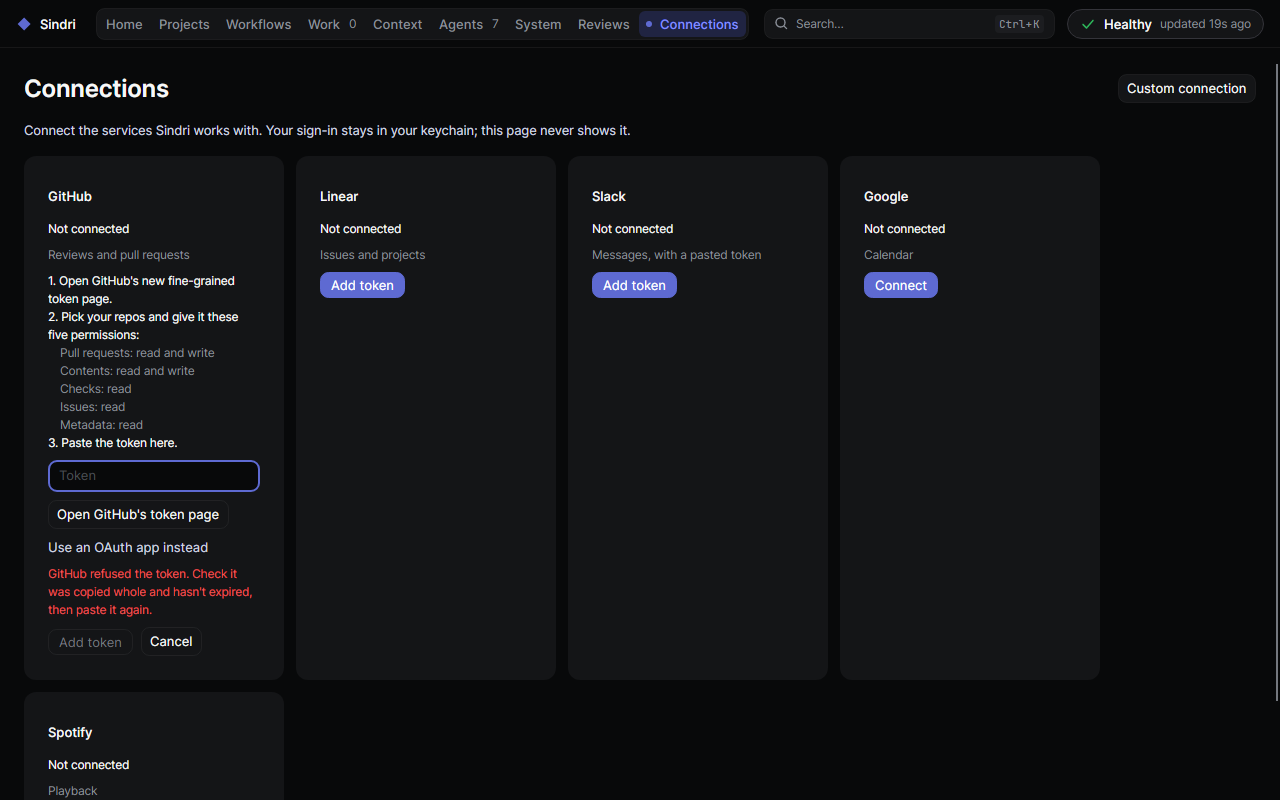 Sindri
Home Projects Workflows Work 0 Context Agents 7 System Reviews Connections
Search... Ctrl+K
Healthy updated 19s ago
Connections
Custom connection
Connect the services Sindri works with. Your sign-in stays in your keychain; this page never shows it.
GitHub
Not connected
Reviews and pull requests
1. Open GitHub's new fine-grained
token page.
2. Pick your repos and give it these
five permissions:
Pull requests: read and write
Contents: read and write
Checks: read
Issues: read
Metadata: read
3. Paste the token here.
Token
Open GitHub's token page
Use an OAuth app instead
GitHub refused the token. Check it
was copied whole and hasn't expired,
then paste it again.
Add token Cancel
Linear
Not connected
Issues and projects
Add token
Slack
Not connected
Messages, with a pasted token
Add token
Google
Not connected
Calendar
Connect
Spotify
Not connected
Playback